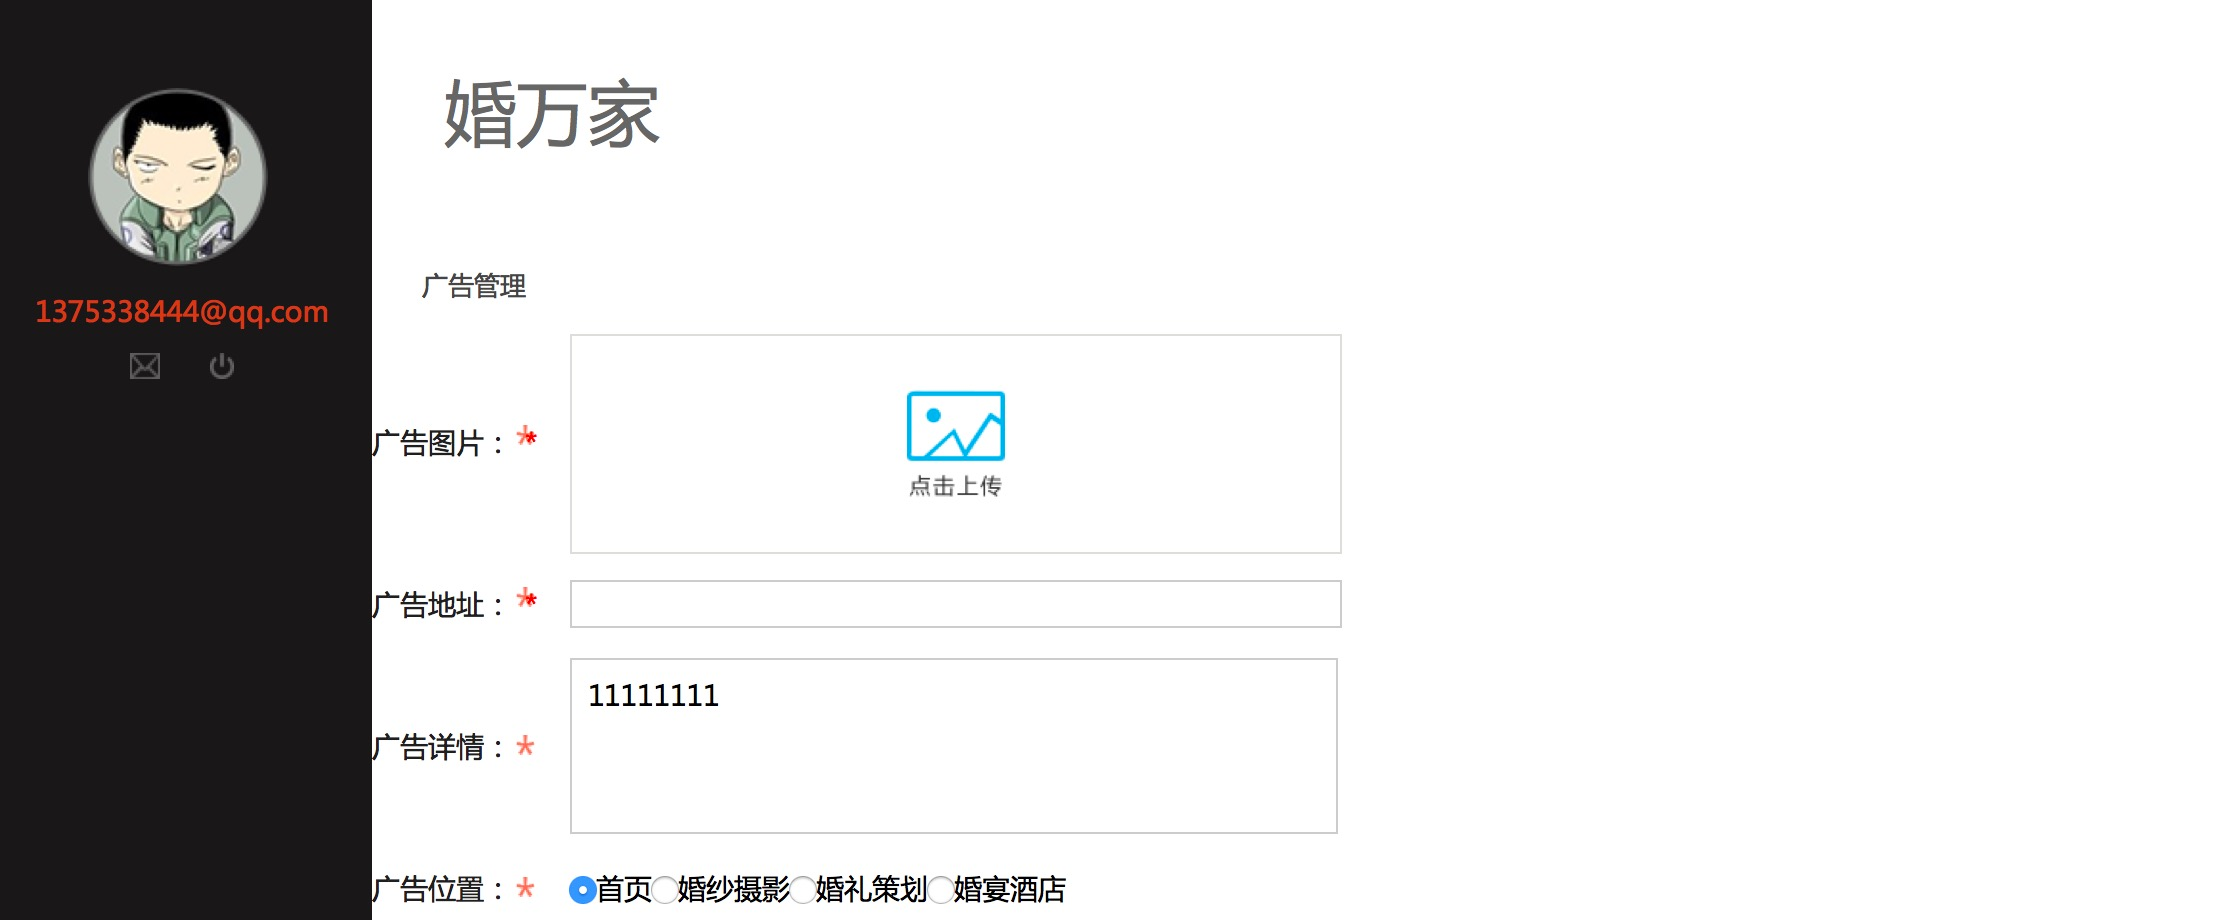 婚万家
1375338444@qq.com
广告管理
广告图片：**
点击上传
广告地址：**
广告详情：*
11111111
广告位置：* 首页 婚纱摄影 婚礼策划 婚宴酒店